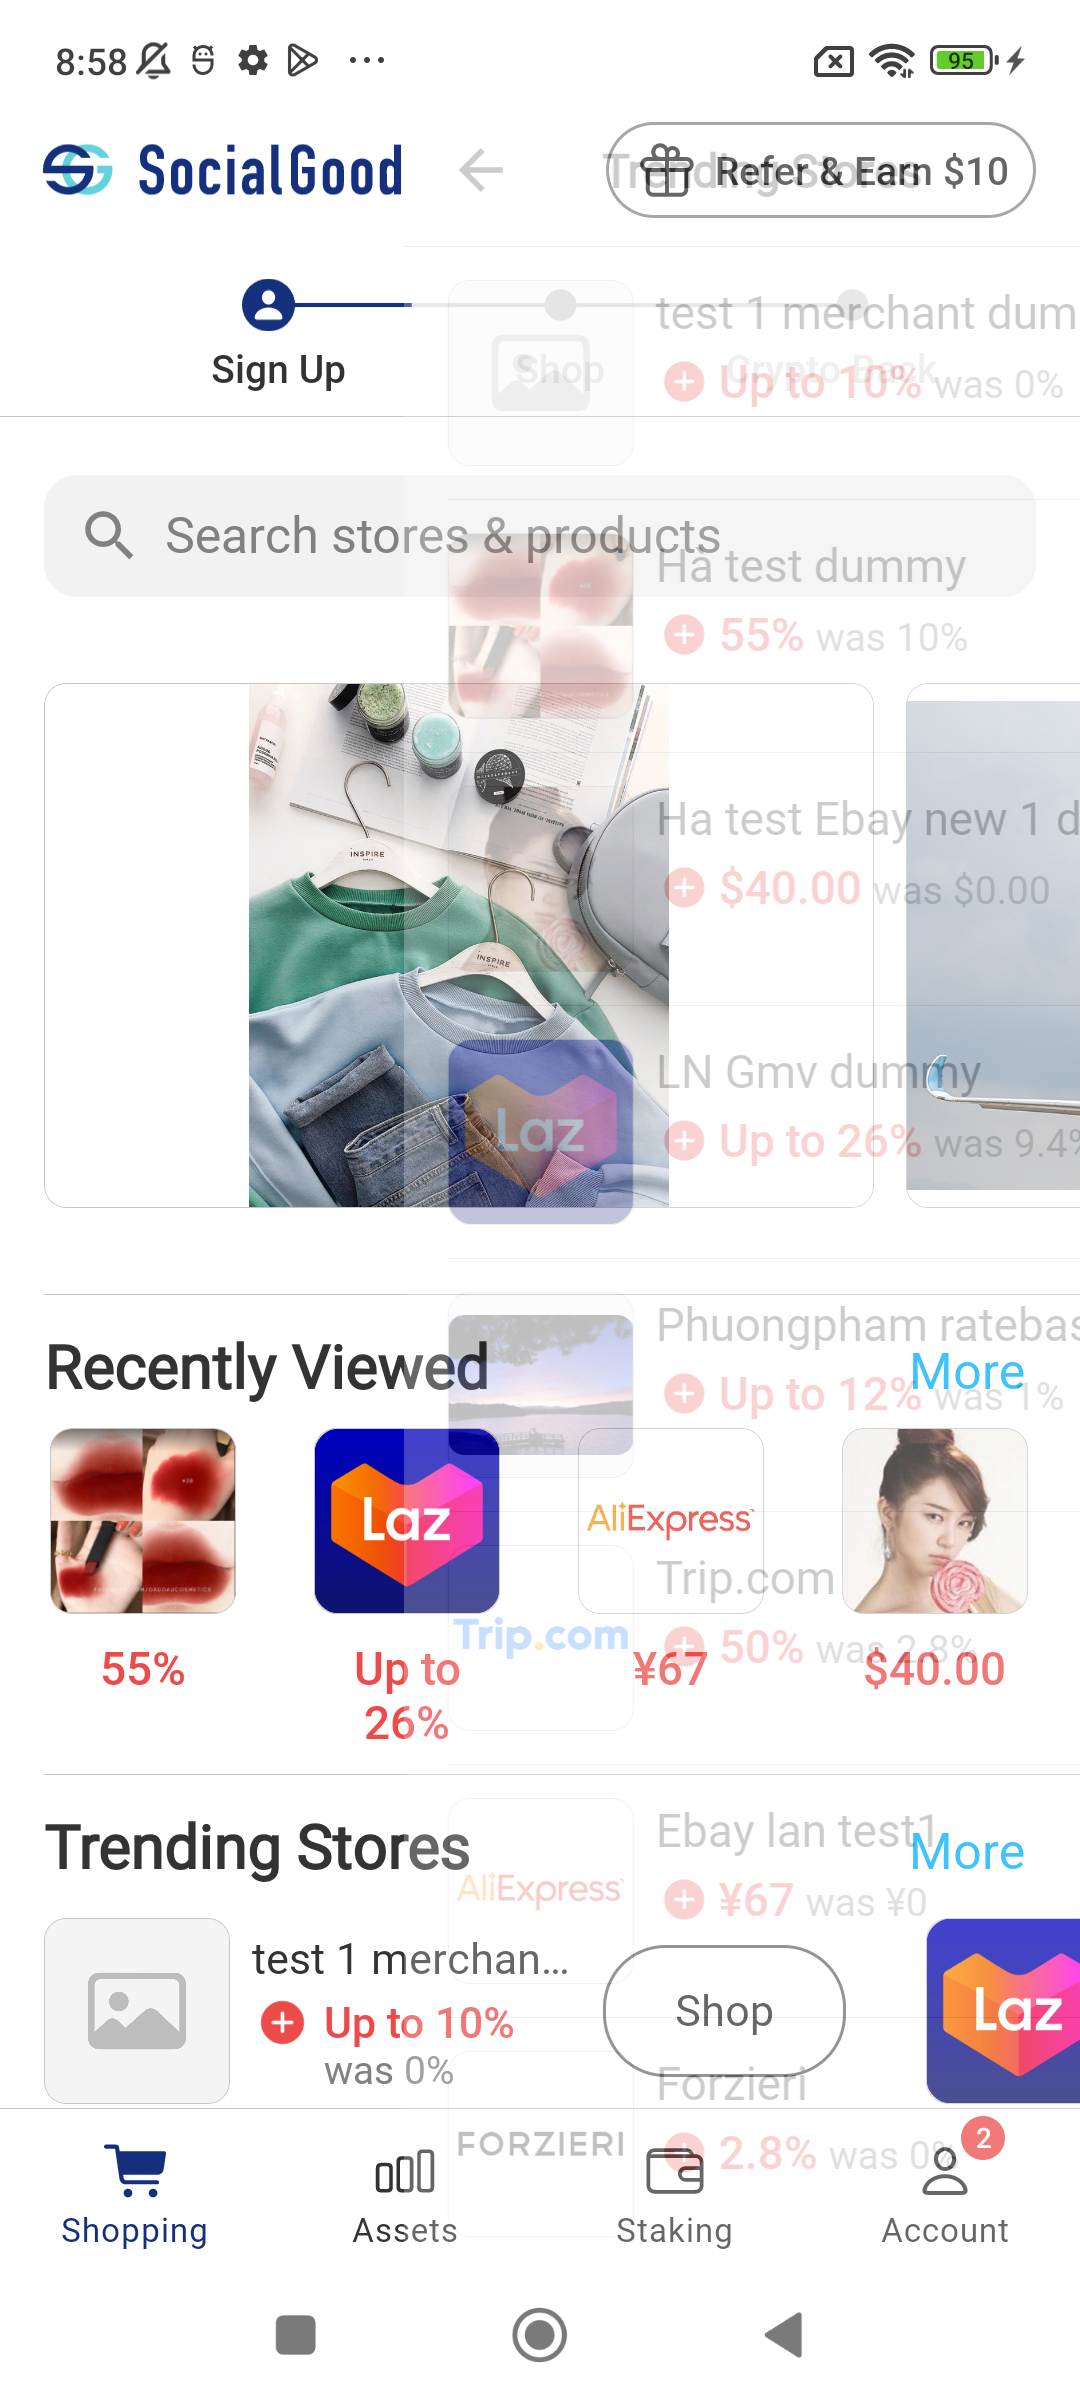 8:58
95
SocialGood
Trending Stores
Refer & Earn $10
Sign Up
Shop
Crypto Back
test 1 merchant dum
Up to 10% was 0%
Search stores & products
Ha test dummy
55% was 10%
INSPIRE
INSPIRE
Ha test Ebay new 1 d
$40.00 was $0.00
Laz
LN Gmv dummy
Up to 26% was 9.4%
Phuongpham ratebas
Up to 12% was 1%
Recently Viewed
More
Laz
AliExpress
Trip.com
Trip.com
50% was 2.8%
55%
Up to
26%
¥67
$40.00
Trending Stores
More
Ebay lan test1
AliExpress
¥67 was ¥0
test 1 merchan...
Up to 10%
was 0%
Shop
Laz
Forzieri
FORZIERI
2.8% was 0%
2
Shopping
Assets
Staking
Account